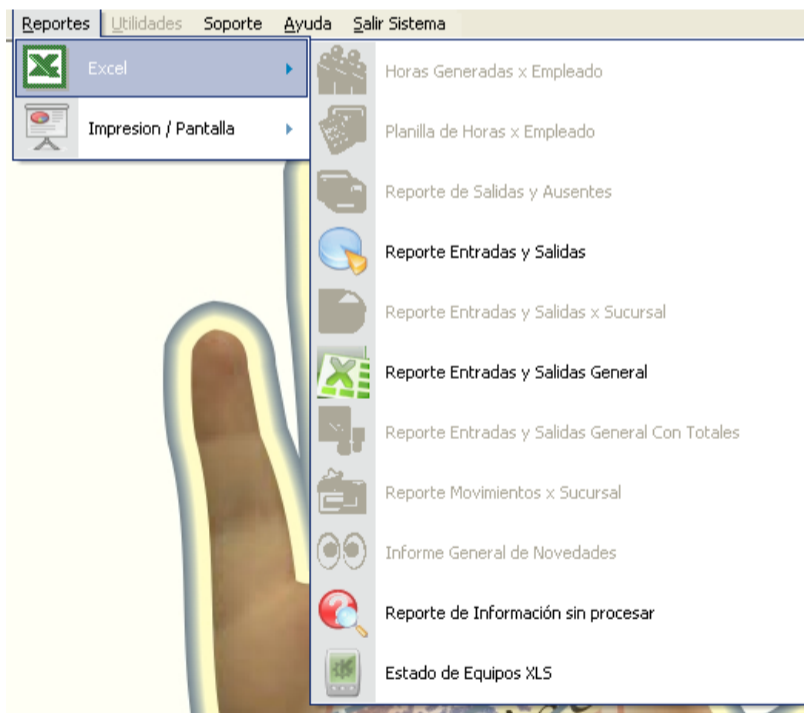 Reportes Utilidades Soporte Ayuda Salir Sistema
Excel
Impresion / Pantalla
Horas Generadas x Empleado
Planilla de Horas x Empleado
Reporte de Salidas y Ausentes
Reporte Entradas y Salidas
Reporte Entradas y Salidas x Sucursal
Reporte Entradas y Salidas General
Reporte Entradas y Salidas General Con Totales
Reporte Movimientos x Sucursal
Informe General de Novedades
Reporte de Información sin procesar
Estado de Equipos XLS